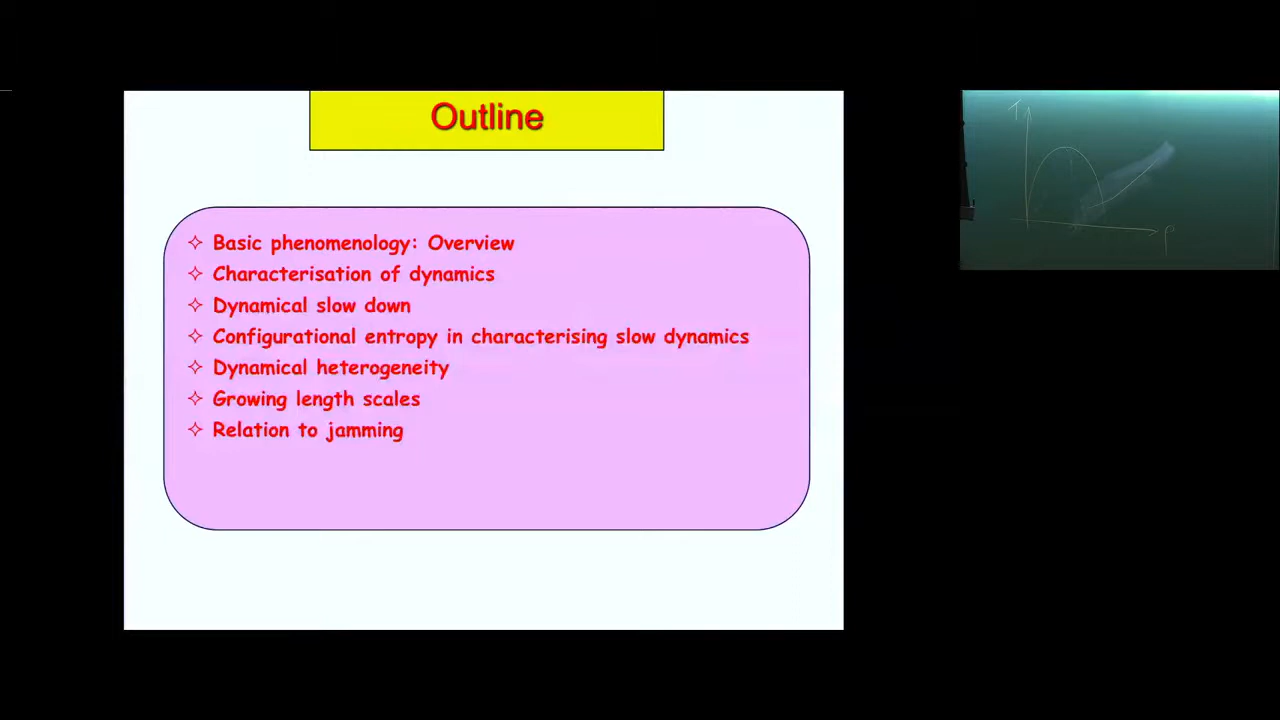 Outline
Basic phenomenology: Overview
Characterisation of dynamics
Dynamical slow down
Configurational entropy in characterising slow dynamics
Dynamical heterogeneity
Growing length scales
Relation to jamming
T